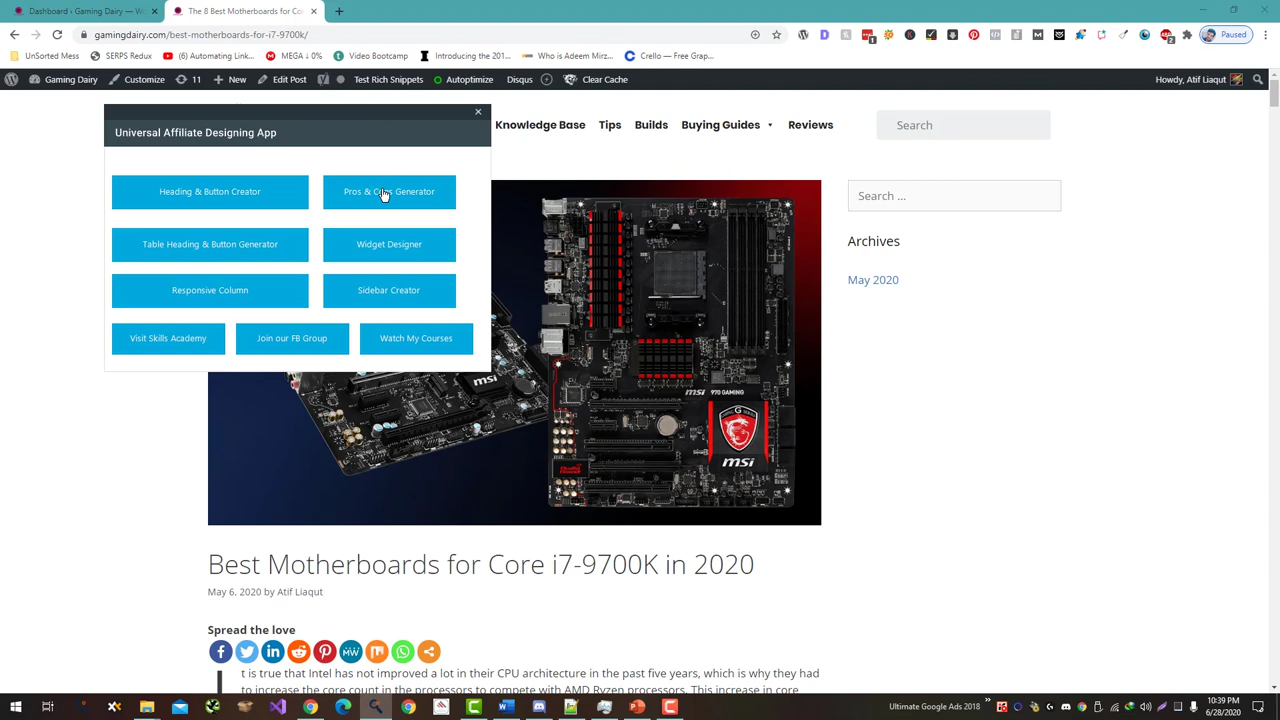 Dashboard ‹ Gaming Dairy — Wor
The 8 Best Motherboards for Core
gamingdairy.com/best-motherboards-for-i7-9700k/
Paused
UnSorted Mess
SERPS Redux
(2) Automating Link...
MEGA ↓ 0%
Video Bootcamp
Introducing the 201...
Who is Adeem Mirz...
Crello — Free Grap...
Gaming Dairy
Customize
11
New
Edit Post
Test Rich Snippets
Autoptimize
Disqus
Clear Cache
Howdy, Atif Liaqut
Universal Affiliate Designing App
Knowledge Base
Tips
Builds
Buying Guides
Reviews
Search
Heading & Button Creator
Table Heading & Button Generator
Widget Designer
Responsive Column
Sidebar Creator
Visit Skills Academy
Join our FB Group
Watch My Courses
Search ...
Archives
May 2020
msi
msi 970 GAMING
msi
Best Motherboards for Core i7-9700K in 2020
May 6, 2020 by Atif Liaqut
Spread the love
I t is true that Intel has not improved a lot in their CPU architecture in the past five years, which is why they had
to increase the core count in the processors to compete with AMD Ryzen processors. This increase in core
Ultimate Google Ads 2018
10:39 PM
6/28/2020